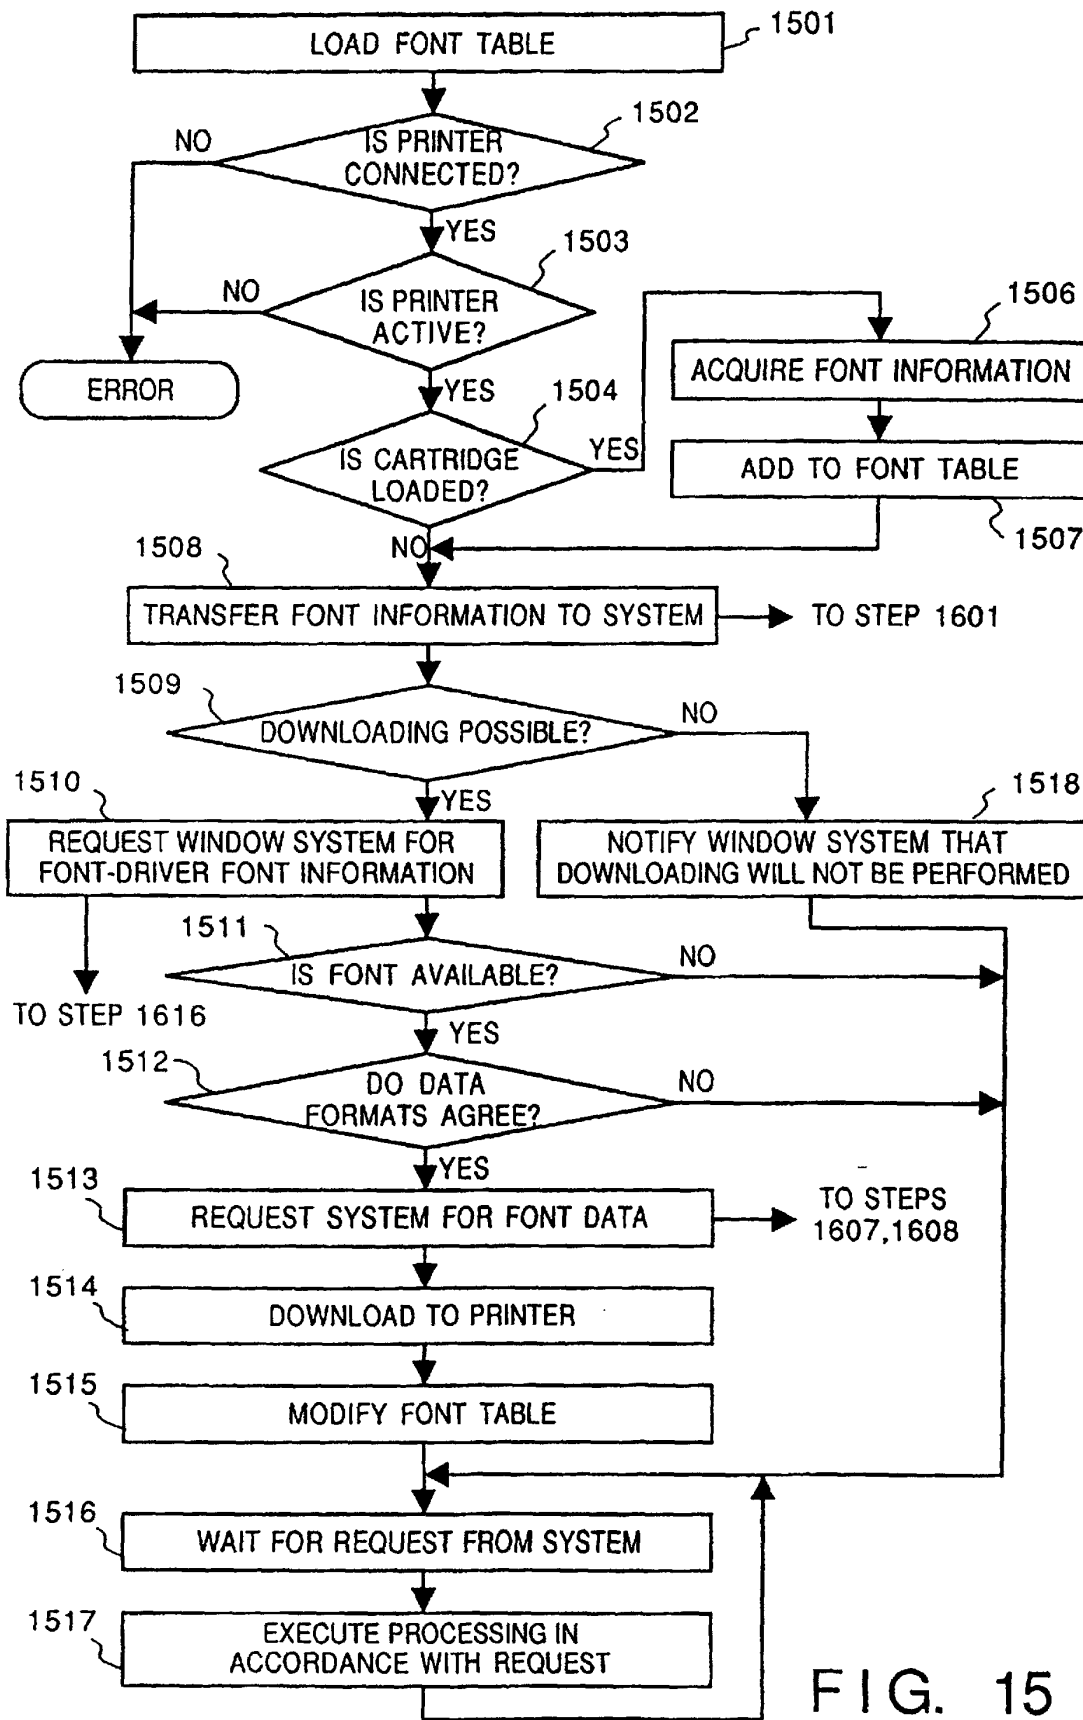 1501
LOAD FONT TABLE
1502
NO
IS PRINTER
CONNECTED?
YES
1503
NO
IS PRINTER
ACTIVE?
1506
ACQUIRE FONT INFORMATION
ERROR
YES
1504
YES
IS CARTRIDGE
LOADED?
ADD TO FONT TABLE
1507
NO
1508
TRANSFER FONT INFORMATION TO SYSTEM
TO STEP 1601
1509
DOWNLOADING POSSIBLE?
NO
1510
YES
1518
REQUEST WINDOW SYSTEM FOR
FONT-DRIVER FONT INFORMATION
NOTIFY WINDOW SYSTEM THAT
DOWNLOADING WILL NOT BE PERFORMED
1511
IS FONT AVAILABLE?
NO
TO STEP 1616
YES
1512
DO DATA
FORMATS AGREE?
NO
YES
1513
REQUEST SYSTEM FOR FONT DATA
TO STEPS
1607,1608
1514
DOWNLOAD TO PRINTER
1515
MODIFY FONT TABLE
1516
WAIT FOR REQUEST FROM SYSTEM
1517
EXECUTE PROCESSING IN
ACCORDANCE WITH REQUEST
FIG. 15